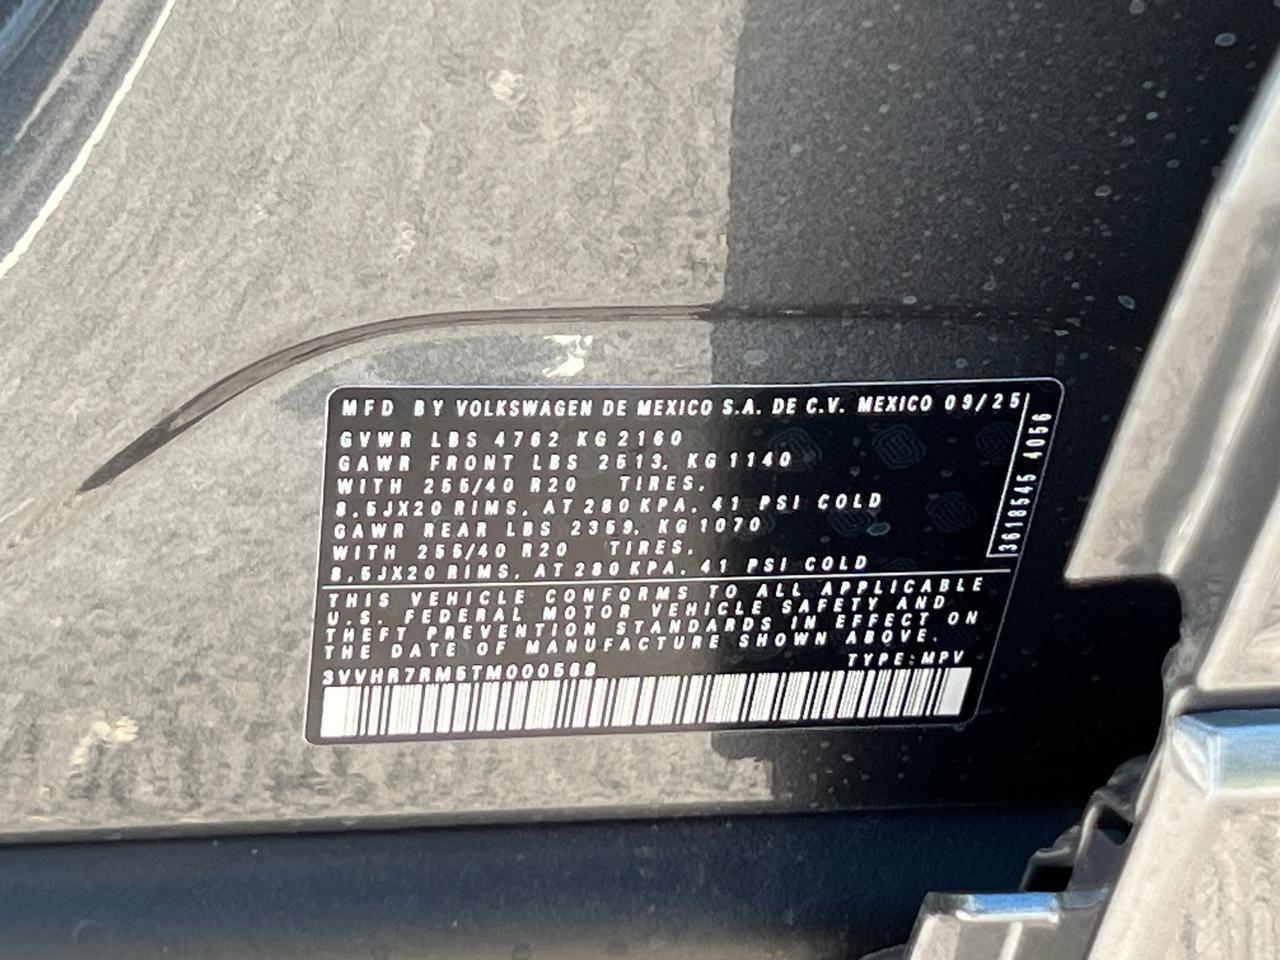 MFD BY VOLKSWAGEN DE MEXICO S.A. DE C.V. MEXICO 09/25
GVWR LBS 4762 KG 2160
GAWR FRONT LBS 2513, KG 1140
WITH 255/40 R20 TIRES,
8,5JX20 RIMS, AT 280 KPA, 41 PSI COLD
GAWR REAR LBS 2359, KG 1070
WITH 255/40 R20 TIRES,
8,5JX20 RIMS, AT 280 KPA, 41 PSI COLD
3618545 4056
THIS VEHICLE CONFORMS TO ALL APPLICABLE
U.S. FEDERAL MOTOR VEHICLE SAFETY AND
THEFT PREVENTION STANDARDS IN EFFECT ON
THE DATE OF MANUFACTURE SHOWN ABOVE.
TYPE: MPV
3VVHR7RM5TM000568